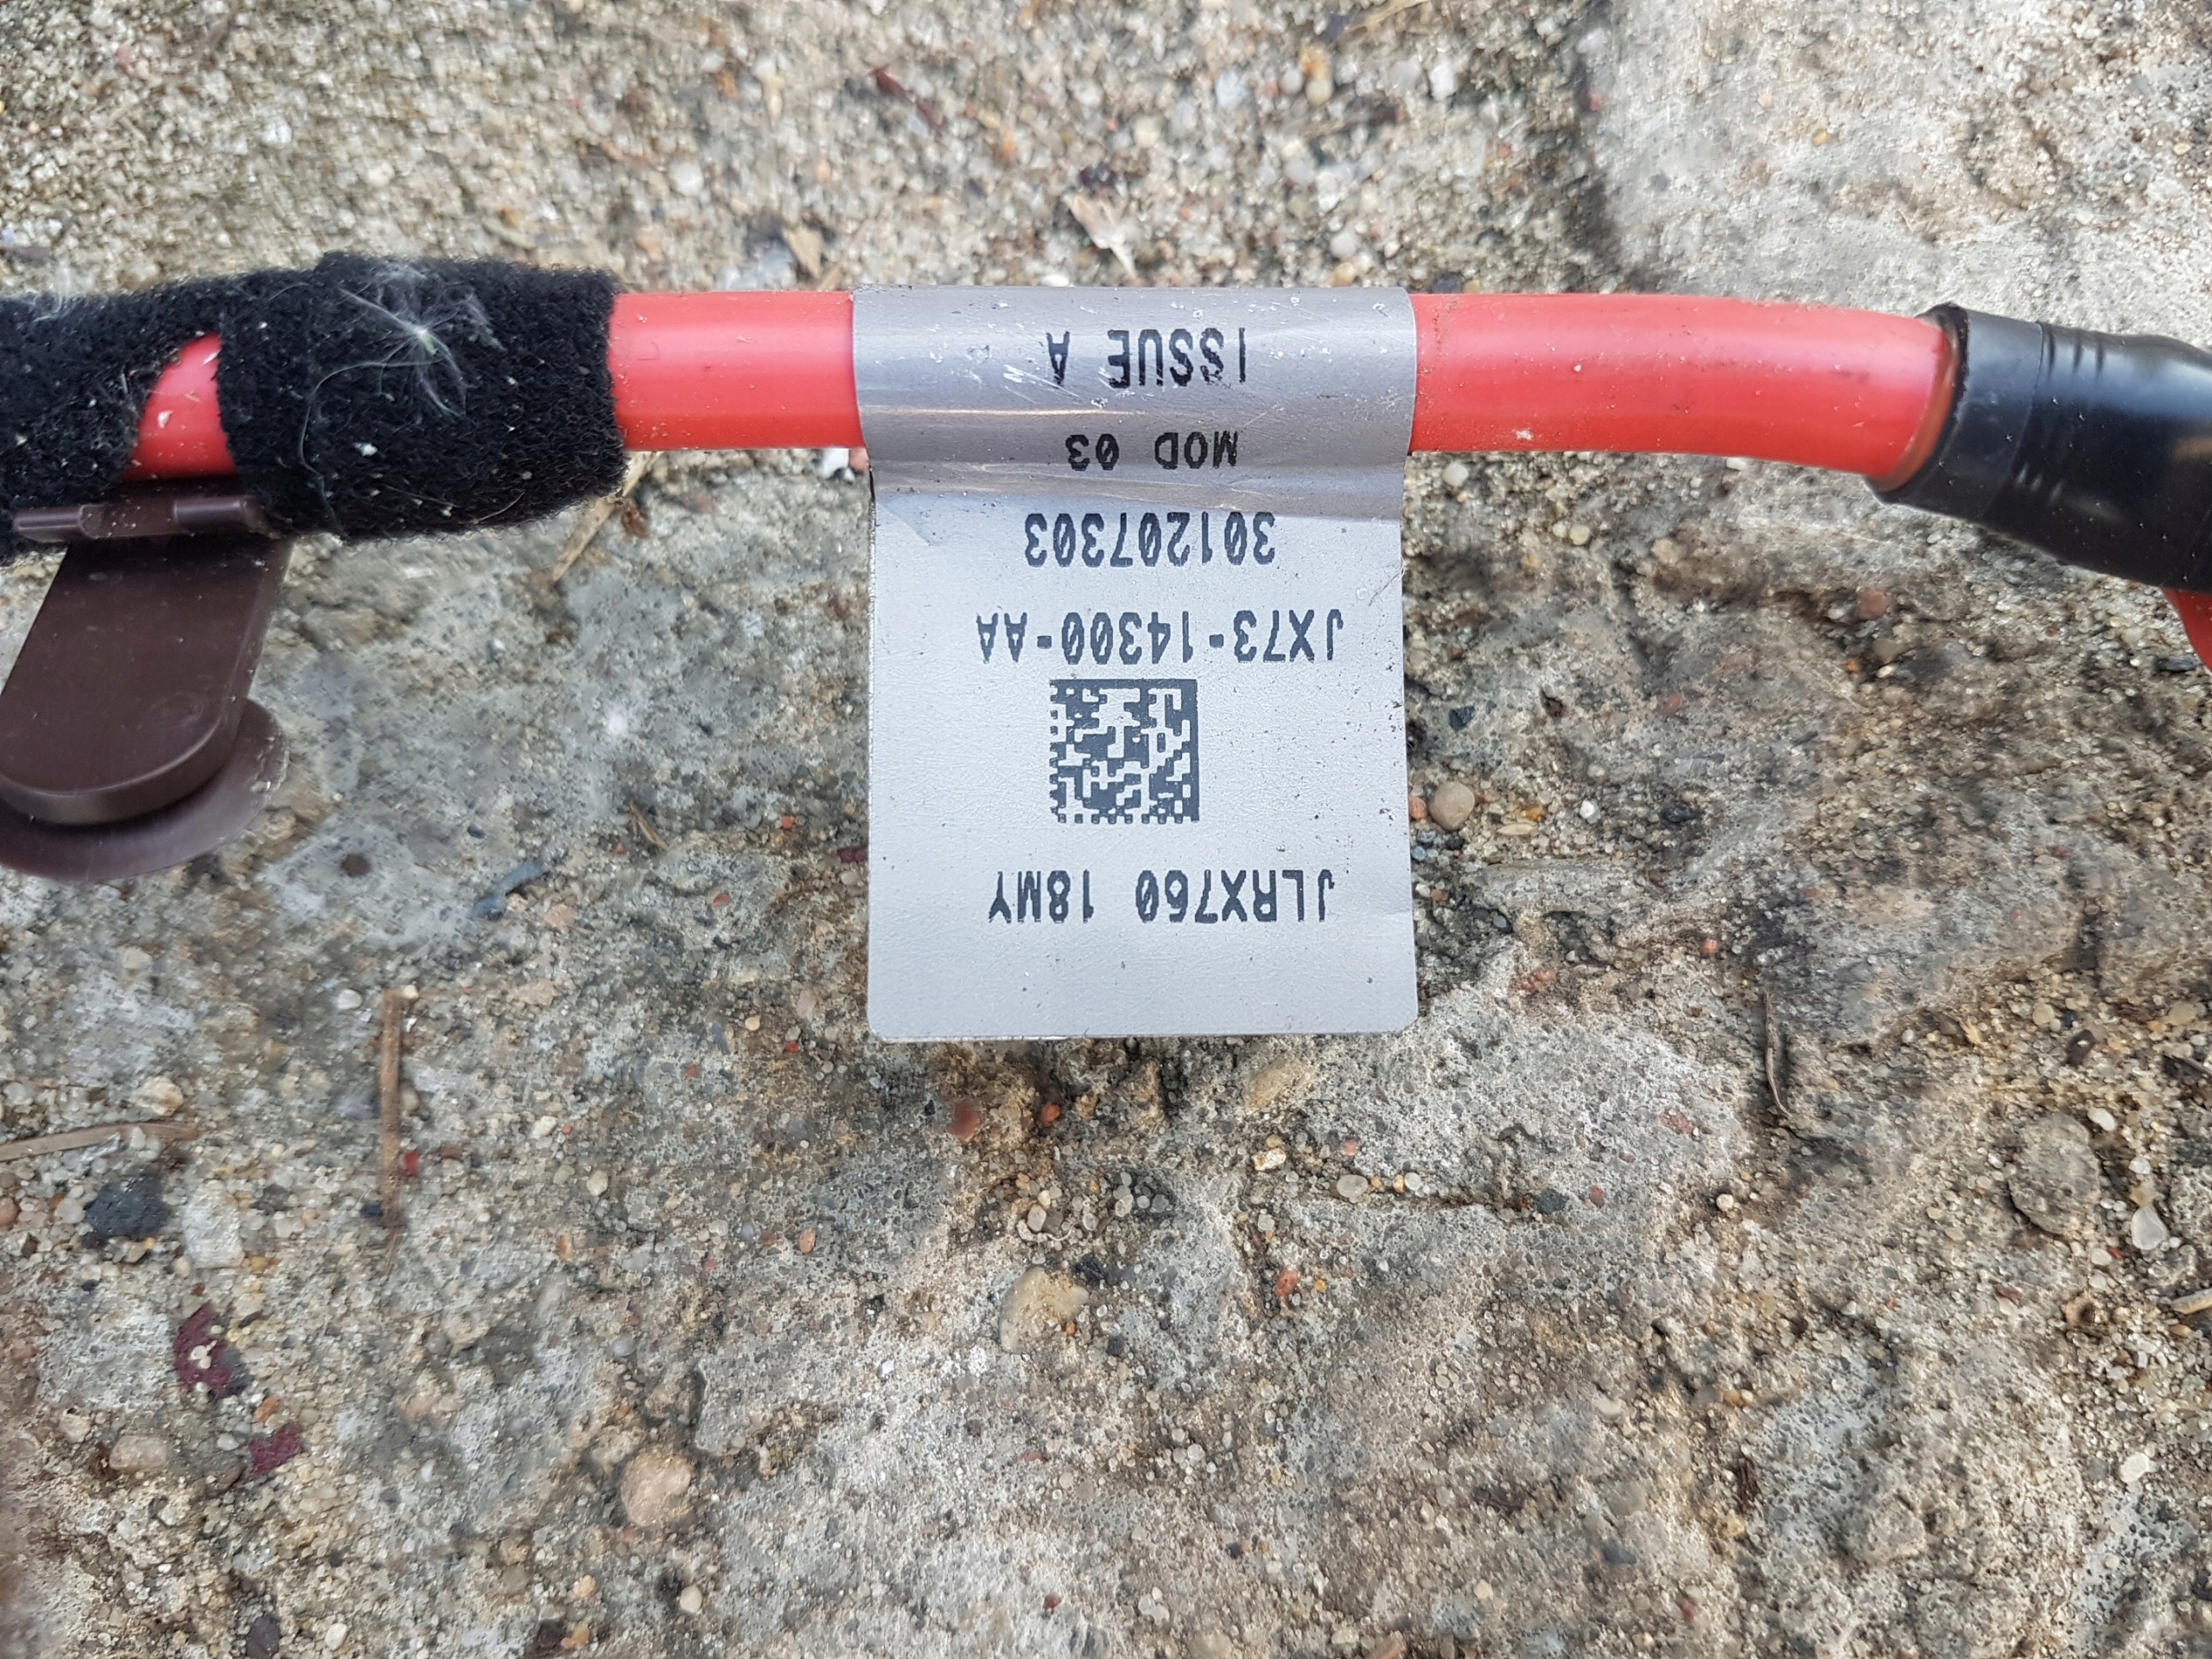 JLRX760 18MY
JX73-14300-AA
301207303
MOD 03
ISSUE A